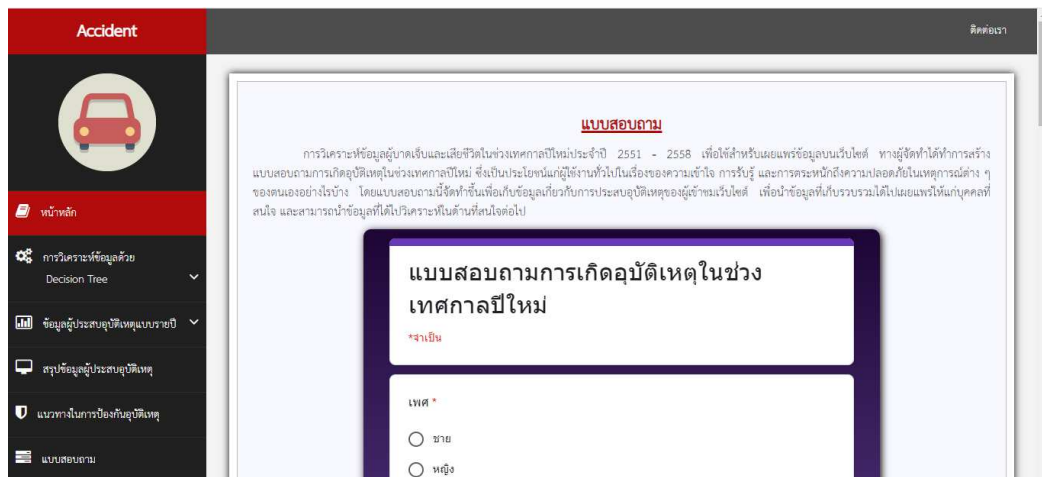 Accident
ติดต่อเรา
หน้าหลัก
การวิเคราะห์ข้อมูลด้วย
Decision Tree
ข้อมูลผู้ประสบอุบัติเหตุแบบรายปี
สรุปข้อมูลผู้ประสบอุบัติเหตุ
แนวทางในการป้องกันอุบัติเหตุ
แบบสอบถาม
แบบสอบถาม
การวิเคราะห์ข้อมูลผู้บาดเจ็บและเสียชีวิตในช่วงเทศกาลปีใหม่ประจำปี 2551 - 2558 เพื่อใช้สำหรับเผยแพร่ข้อมูลบนเว็บไซต์ ทางผู้จัดทำได้ทำการสร้าง
แบบสอบถามการเกิดอุบัติเหตุในช่วงเทศกาลปีใหม่ ซึ่งเป็นประโยชน์แก่ผู้ใช้งานทั่วไปในเรื่องของความเข้าใจ การรับรู้ และการตระหนักถึงความปลอดภัยในเหตุการณ์ต่าง ๆ
ของตนเองอย่างไรบ้าง โดยแบบสอบถามนี้จัดทำขึ้นเพื่อเก็บข้อมูลเกี่ยวกับการประสบอุบัติเหตุของผู้เข้าชมเว็บไซต์ เพื่อนำข้อมูลที่เก็บรวบรวมได้ไปเผยแพร่ให้แก่บุคคลที่
สนใจ และสามารถนำข้อมูลที่ได้ไปวิเคราะห์ในด้านที่สนใจต่อไป
แบบสอบถามการเกิดอุบัติเหตุในช่วง
เทศกาลปีใหม่
*จำเป็น
เพศ *
ชาย
หญิง